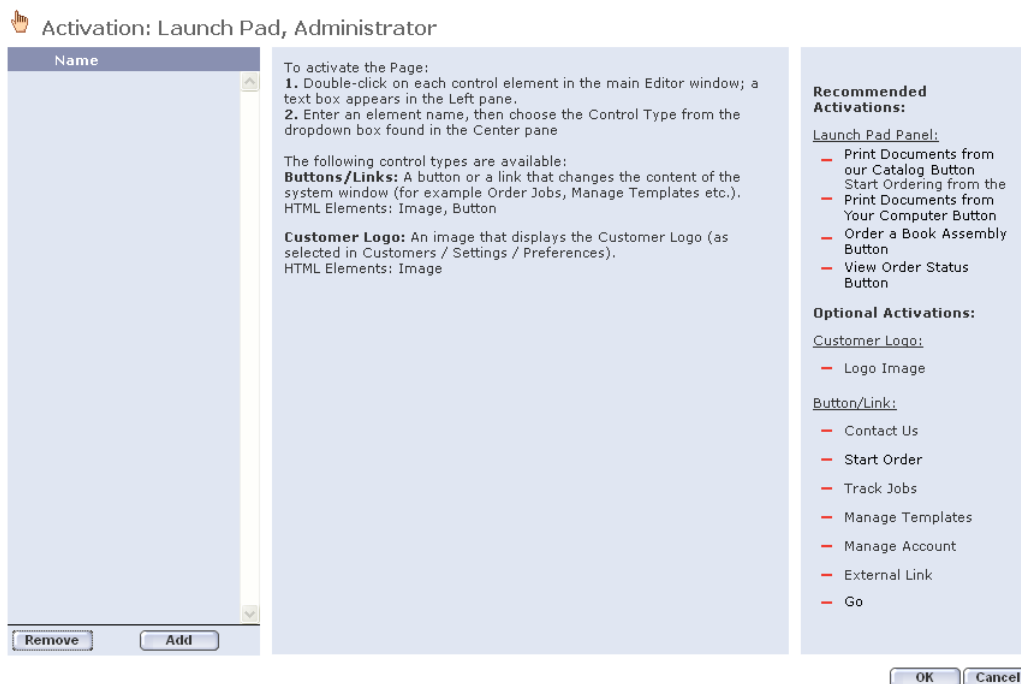 Activation: Launch Pad, Administrator
Name
To activate the Page:
1. Double-click on each control element in the main Editor window; a
text box appears in the Left pane.
2. Enter an element name, then choose the Control Type from the
dropdown box found in the Center pane
The following control types are available:
Buttons/Links: A button or a link that changes the content of the
system window (for example Order Jobs, Manage Templates etc.).
HTML Elements: Image, Button
Customer Logo: An image that displays the Customer Logo (as
selected in Customers / Settings / Preferences).
HTML Elements: Image
Recommended
Activations:
Launch Pad Panel:
Print Documents from
our Catalog Button
Start Ordering from the
Print Documents from
Your Computer Button
Order a Book Assembly
Button
View Order Status
Button
Optional Activations:
Customer Logo:
Logo Image
Button/Link:
Contact Us
Start Order
Track Jobs
Manage Templates
Manage Account
External Link
Go
Remove Add
OK Cancel